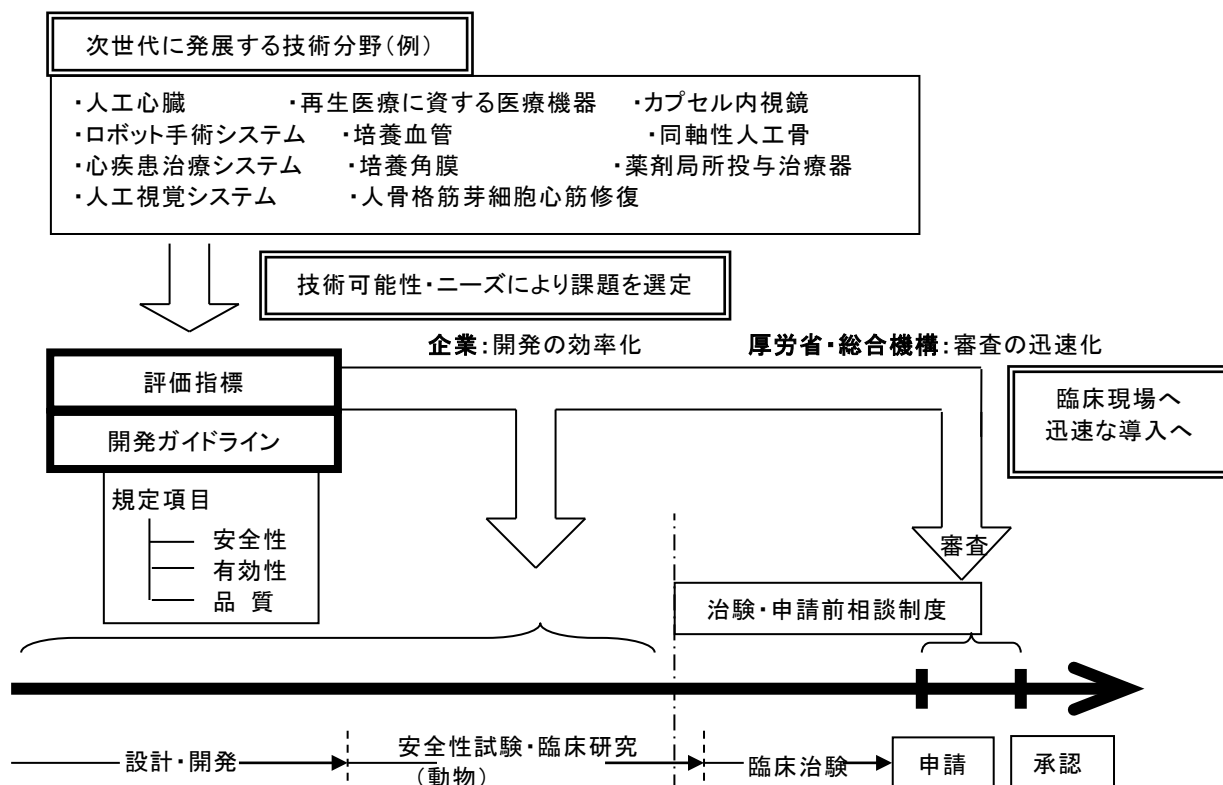 次世代に発展する技術分野(例)
・人工心臓 ・再生医療に資する医療機器 ・カプセル内視鏡
・ロボット手術システム ・培養血管 ・同軸性人工骨
・心疾患治療システム ・培養角膜 ・薬剤局所投与治療器
・人工視覚システム ・人骨格筋芽細胞心筋修復
技術可能性・ニーズにより課題を選定
企業:開発の効率化 厚労省・総合機構:審査の迅速化
評価指標
開発ガイドライン
臨床現場へ
迅速な導入へ
規定項目
安全性
有効性
品 質
審査
治験・申請前相談制度
設計・開発
安全性試験・臨床研究
(動物)
臨床治験
申請
承認